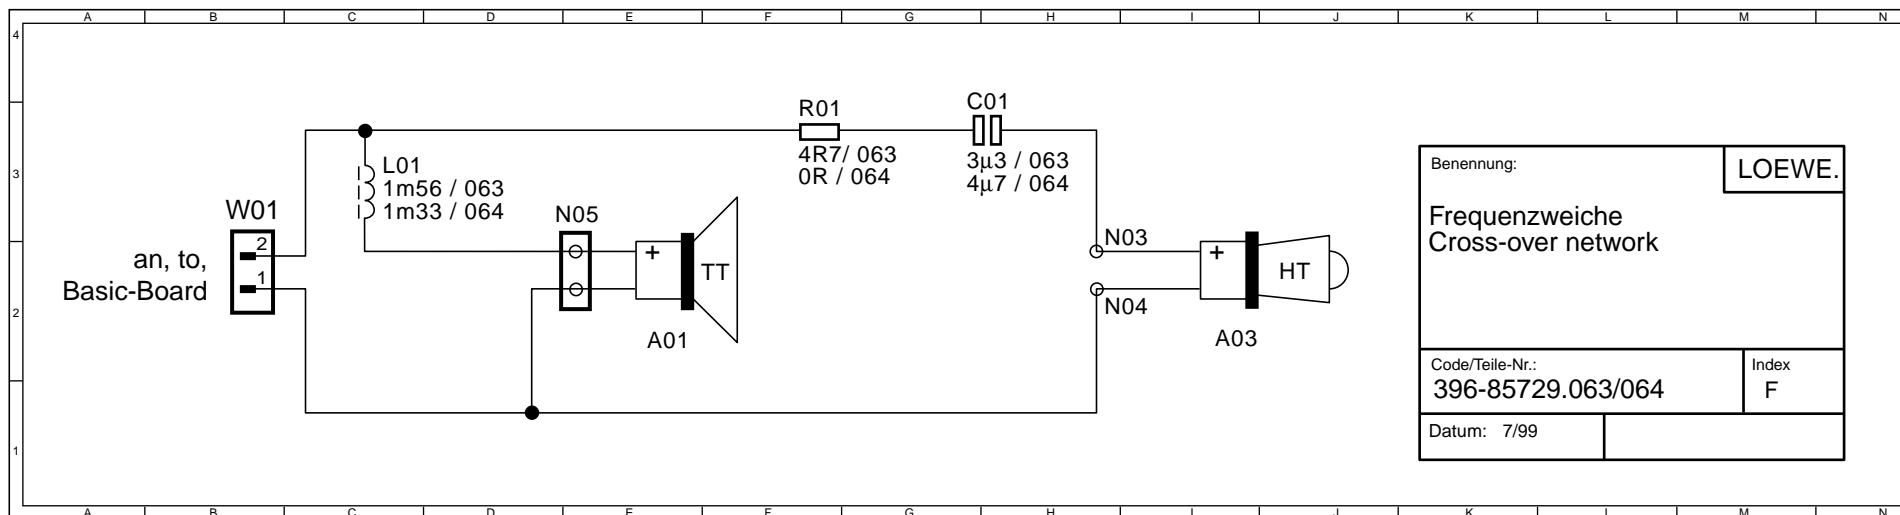 A B C D E F G H I J K L M N
4
3
2
1
W01
2
1
an, to,
Basic-Board
L01
1m56 / 063
1m33 / 064
N05
+
TT
A01
R01
4R7/ 063
0R / 064
C01
3µ3 / 063
4µ7 / 064
N03
N04
+
HT
A03
Benennung:
LOEWE.
Frequenzweiche
Cross-over network
Code/Teile-Nr.:
396-85729.063/064
Index
F
Datum: 7/99
A B C D E F G H I J K L M N